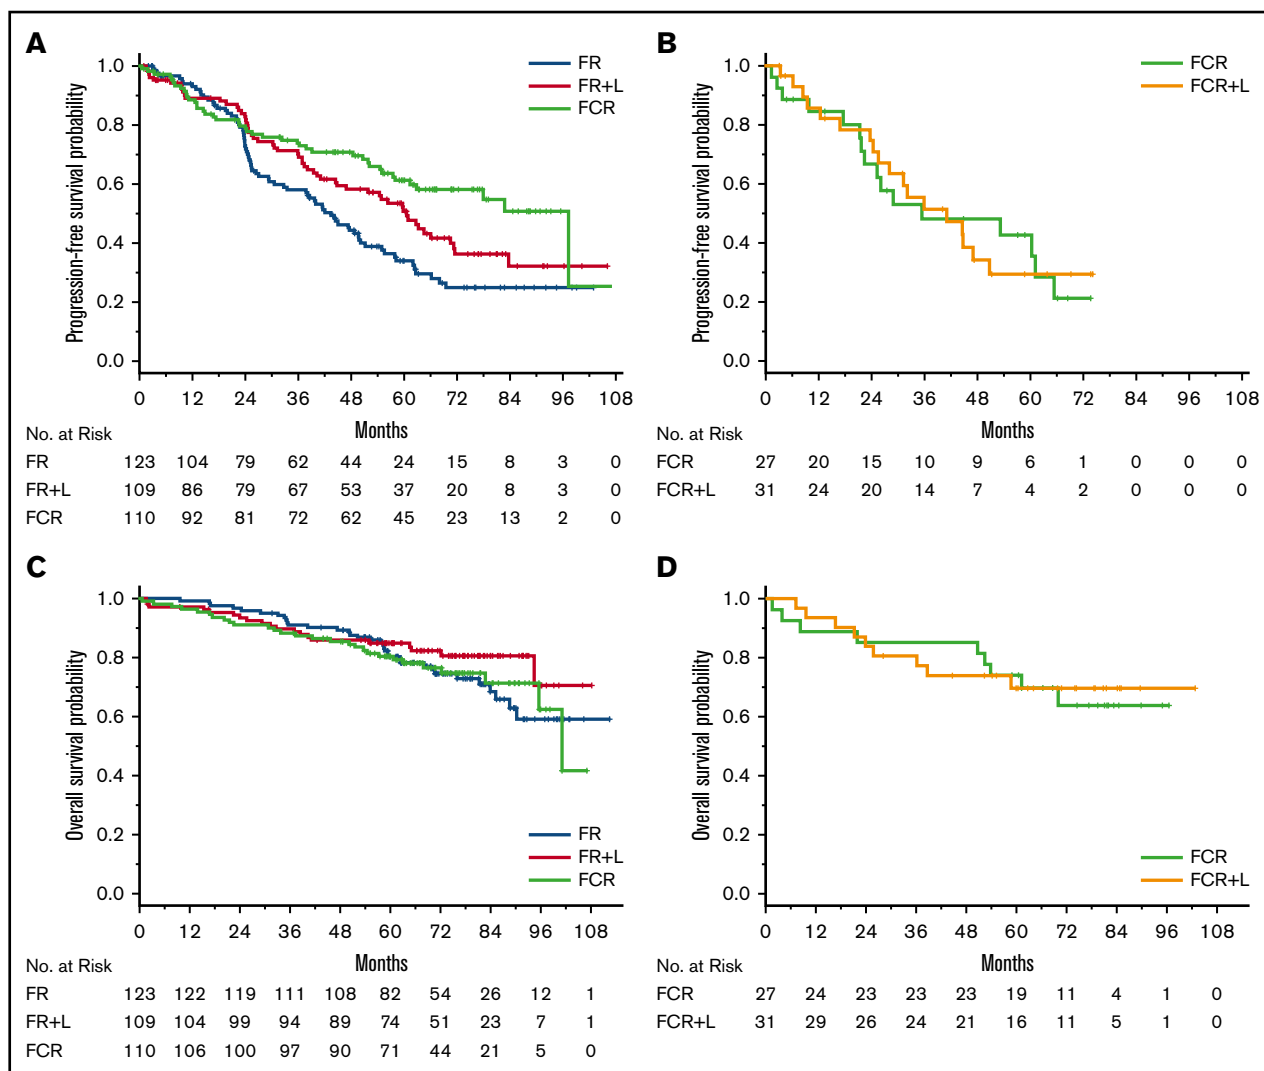 A
FR
FR+L
FCR
Progression-free survival probability
1.0
0.8
0.6
0.4
0.2
0.0
0 12 24 36 48 60 72 84 96 108
Months
No. at Risk
FR 123 104 79 62 44 24 15 8 3 0
FR+L 109 86 79 67 53 37 20 8 3 0
FCR 110 92 81 72 62 45 23 13 2 0
B
FCR
FCR+L
Progression-free survival probability
1.0
0.8
0.6
0.4
0.2
0.0
0 12 24 36 48 60 72 84 96 108
Months
No. at Risk
FCR 27 20 15 10 9 6 1 0 0 0
FCR+L 31 24 20 14 7 4 2 0 0 0
C
Overall survival probability
1.0
0.8
0.6
0.4
0.2
0.0
FR
FR+L
FCR
0 12 24 36 48 60 72 84 96 108
Months
No. at Risk
FR 123 122 119 111 108 82 54 26 12 1
FR+L 109 104 99 94 89 74 51 23 7 1
FCR 110 106 100 97 90 71 44 21 5 0
D
Overall survival probability
1.0
0.8
0.6
0.4
0.2
0.0
FCR
FCR+L
0 12 24 36 48 60 72 84 96 108
Months
No. at Risk
FCR 27 24 23 23 23 19 11 4 1 0
FCR+L 31 29 26 24 21 16 11 5 1 0